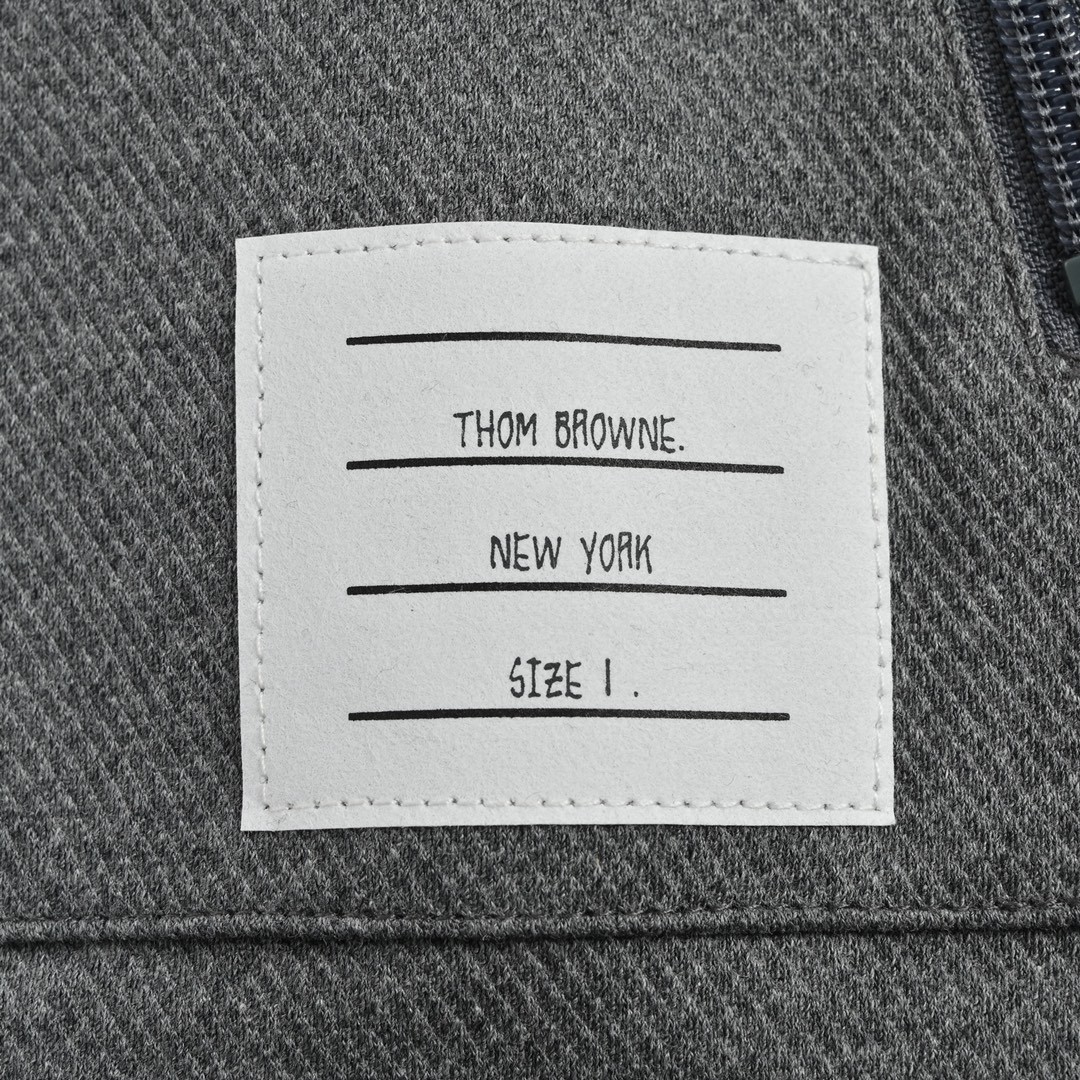 THOM BROWNE.
NEW YORK
SIZE 1 .